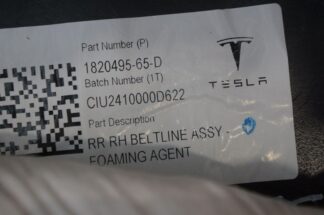 Part Number (P)
1820495-65-D
Batch Number (1T)
CIU2410000D622
Part Description
RR RH BELTLINE ASSY -
FOAMING AGENT
TESLA